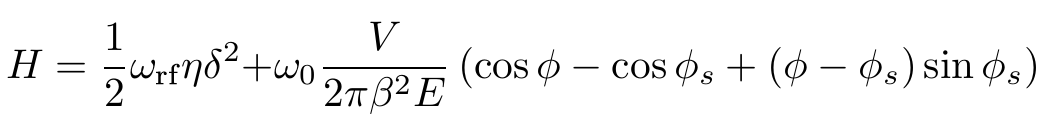 H = \frac{1}{2}\omega_{\mathrm{rf}}\eta\delta^2 + \omega_0\frac{V}{2\pi\beta^2 E}\left(\cos\phi - \cos\phi_s + (\phi - \phi_s)\sin\phi_s\right)